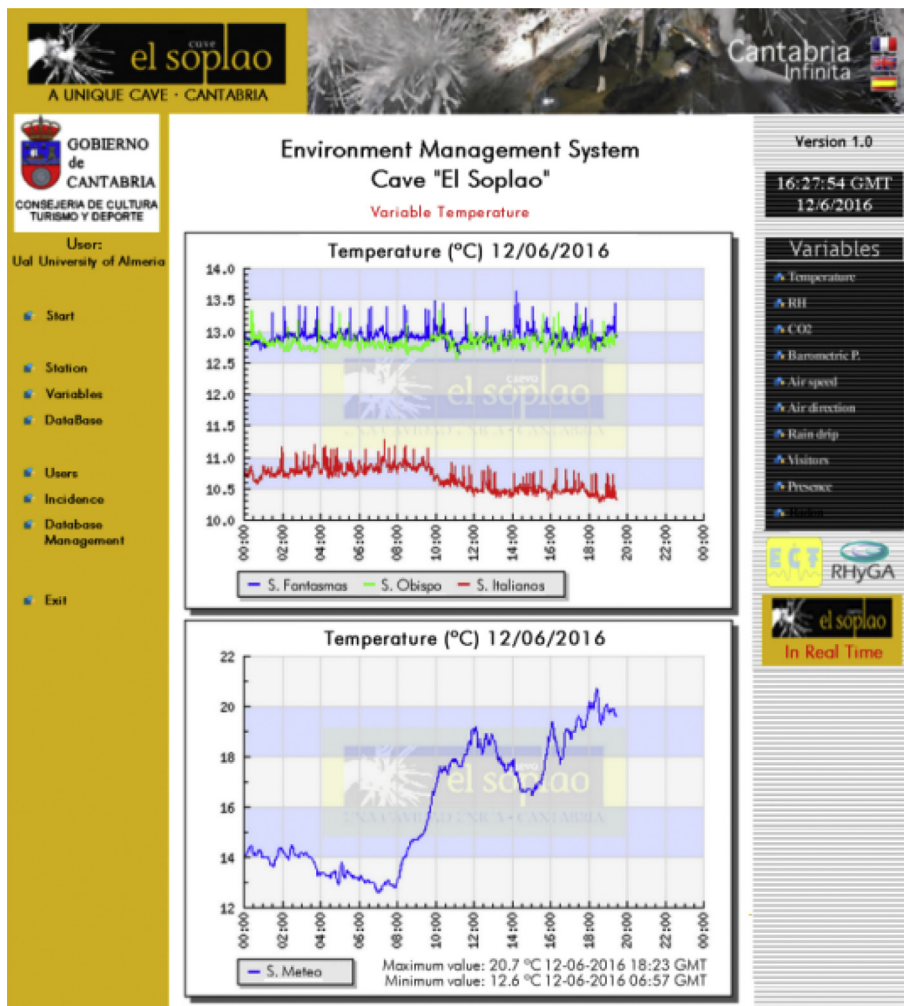 cave
el soplao
A UNIQUE CAVE · CANTABRIA
Cantabria
Infinita
GOBIERNO
de
CANTABRIA
CONSEJERIA DE CULTURA
TURISMO Y DEPORTE
User:
Ual University of Almeria
Start
Station
Variables
DataBase
Users
Incidence
Database
Management
Exit
Environment Management System
Cave "El Soplao"
Variable Temperature
Temperature (ºC) 12/06/2016
14.0
13.5
13.0
12.5
12.0
11.5
11.0
10.5
10.0
el soplao
00:00
02:00
04:00
06:00
08:00
10:00
12:00
14:00
16:00
18:00
20:00
22:00
00:00
S. Fantasmas
S. Obispo
S. Italianos
Temperature (ºC) 12/06/2016
22
20
18
16
14
12
el soplao
00:00
02:00
04:00
06:00
08:00
10:00
12:00
14:00
16:00
18:00
20:00
22:00
00:00
S. Meteo
Maximum value: 20.7 ºC 12-06-2016 18:23 GMT
Minimum value: 12.6 ºC 12-06-2016 06:57 GMT
Version 1.0
16:27:54 GMT
12/6/2016
Variables
Temperature
RH
CO2
Barometric P.
Air speed
Air direction
Rain drip
Visitors
Presence
Radon
ECT
RHyGA
el soplao
In Real Time